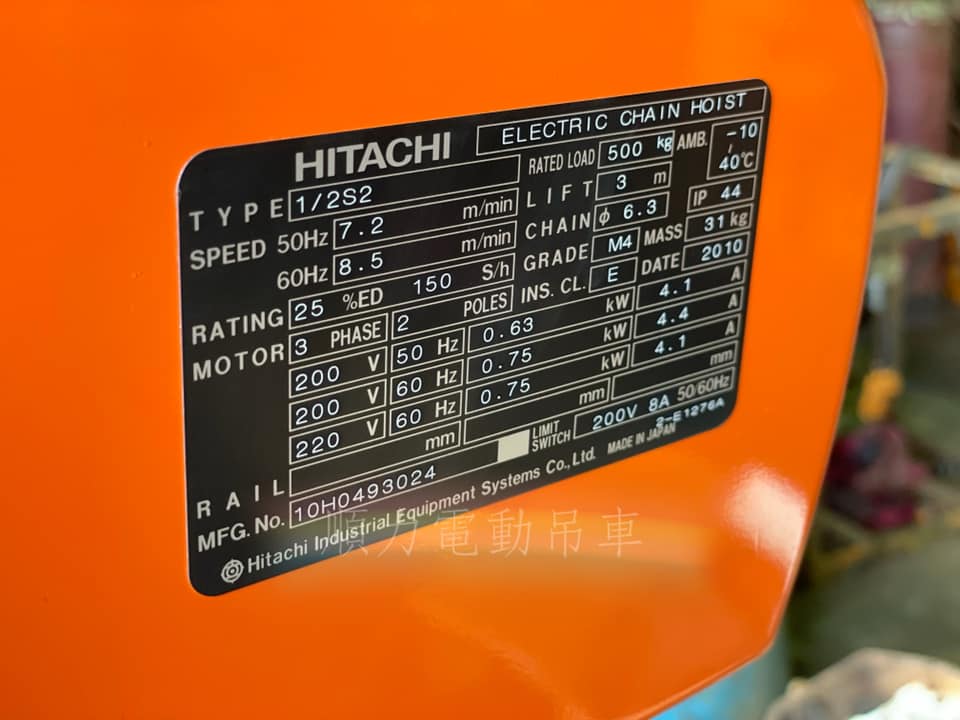 HITACHI ELECTRIC CHAIN HOIST
TYPE 1/2S2 RATED LOAD 500 kg AMB. -10 ~ 40℃
SPEED 50Hz 7.2 m/min LIFT 3 m IP 44
60Hz 8.5 m/min CHAIN φ 6.3 MASS 31 kg
RATING 25 %ED 150 S/h GRADE M4 DATE 2010
MOTOR 3 PHASE 2 POLES INS. CL. E
200 V 50 Hz 0.63 kW 4.1 A
200 V 60 Hz 0.75 kW 4.4 A
220 V 60 Hz 0.75 kW 4.1 A
RAIL mm mm mm
MFG. No. 10H0493024 LIMIT SWITCH 200V 8A 50/60Hz
Hitachi Industrial Equipment Systems Co., Ltd. MADE IN JAPAN 2-E1276A
順力電動吊車